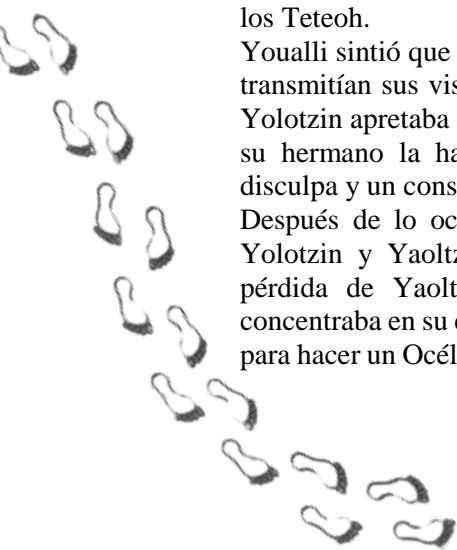 los Teteoh.
Youalli sintió que
transmitían sus vis
Yolotzin apretaba
su hermano la ha
disculpa y un cons
Después de lo oc
Yolotzin y Yaoltz
pérdida de Yaolt
concentraba en su
para hacer un Océl